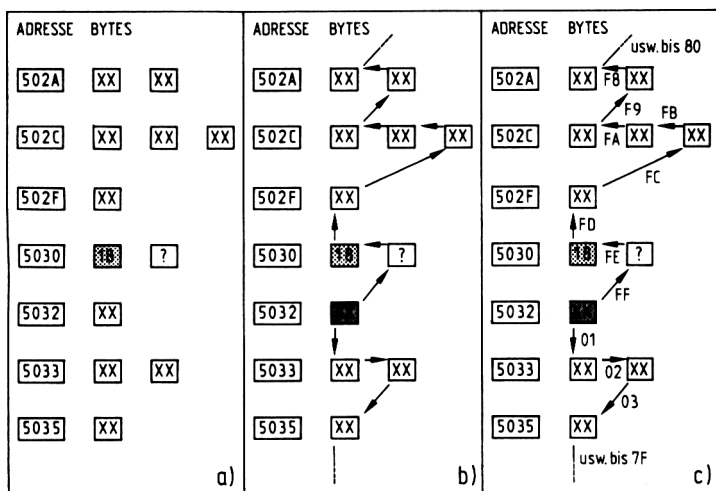 ADRESSE BYTES
502A XX XX
502C XX XX XX
502F XX
5030 1B ?
5032 XX
5033 XX XX
5035 XX
a)
ADRESSE BYTES
502A XX XX
502C XX XX XX
502F XX
5030 1B ?
5032
5033 XX XX
5035 XX
b)
ADRESSE BYTES
usw. bis 80
502A XX F8 XX
F9 FB
502C XX FA XX XX
FC
502F XX
FD
5030 1B FE ?
FF
5032
01
5033 XX 02 XX
03
5035 XX
usw. bis 7F
c)